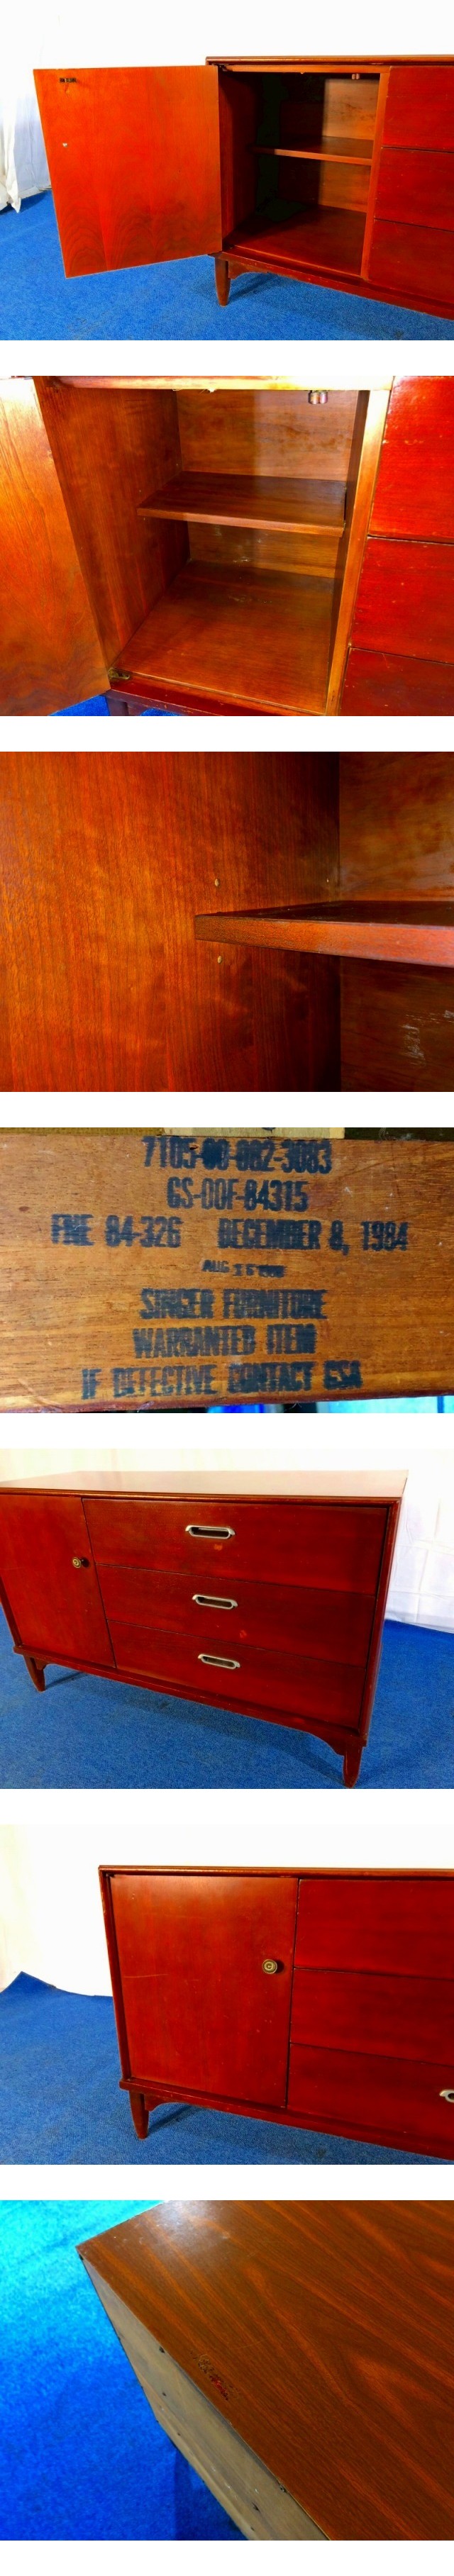 7105-00-082-3083
GS-00F-84315
FNE 84-326 DECEMBER 8, 1984
AUG
SINGER FURNITURE
WARRANTED ITEM
IF DEFECTIVE CONTACT GSA